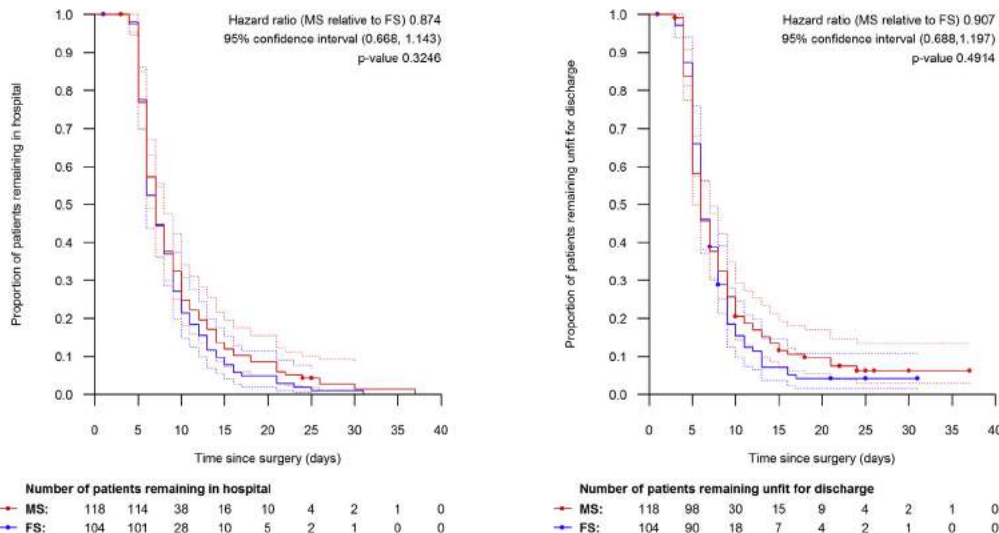 Hazard ratio (MS relative to FS) 0.874
95% confidence interval (0.668, 1.143)
p-value 0.3246
Proportion of patients remaining in hospital
1.0
0.9
0.8
0.7
0.6
0.5
0.4
0.3
0.2
0.1
0.0
0 5 10 15 20 25 30 35 40
Time since surgery (days)
Number of patients remaining in hospital
MS: 118 114 38 16 10 4 2 1 0
FS: 104 101 28 10 5 2 1 0 0
Hazard ratio (MS relative to FS) 0.907
95% confidence interval (0.688,1.197)
p-value 0.4914
Proportion of patients remaining unfit for discharge
1.0
0.9
0.8
0.7
0.6
0.5
0.4
0.3
0.2
0.1
0.0
0 5 10 15 20 25 30 35 40
Time since surgery (days)
Number of patients remaining unfit for discharge
MS: 118 98 30 15 9 4 2 1 0
FS: 104 90 18 7 4 2 1 0 0